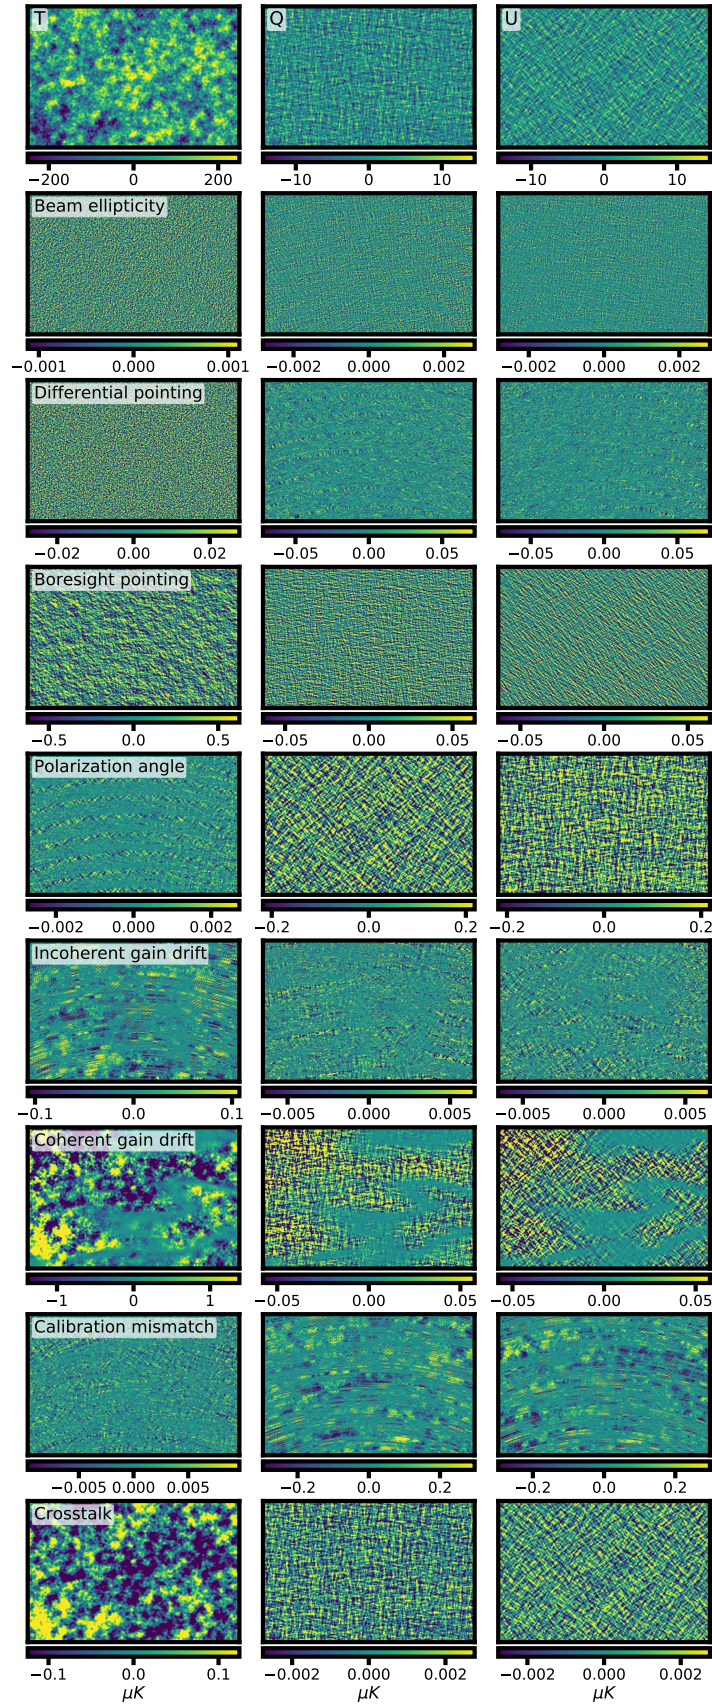 T Q U
−200 0 200 −10 0 10 −10 0 10
Beam ellipticity
−0.001 0.000 0.001 −0.002 0.000 0.002 −0.002 0.000 0.002
Differential pointing
−0.02 0.00 0.02 −0.05 0.00 0.05 −0.05 0.00 0.05
Boresight pointing
−0.5 0.0 0.5 −0.05 0.00 0.05 −0.05 0.00 0.05
Polarization angle
−0.002 0.000 0.002 −0.2 0.0 0.2 −0.2 0.0 0.2
Incoherent gain drift
−0.1 0.0 0.1 −0.005 0.000 0.005 −0.005 0.000 0.005
Coherent gain drift
−1 0 1 −0.05 0.00 0.05 −0.05 0.00 0.05
Calibration mismatch
−0.005 0.000 0.005 −0.2 0.0 0.2 −0.2 0.0 0.2
Crosstalk
−0.1 0.0 0.1 −0.002 0.000 0.002 −0.002 0.000 0.002
μK μK μK